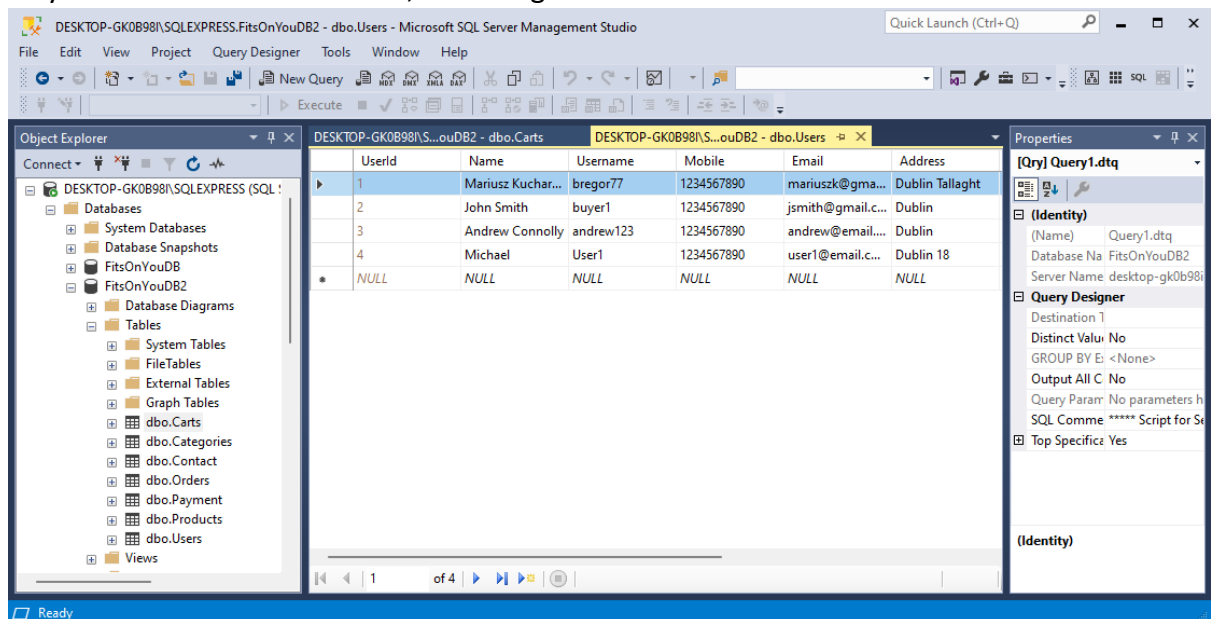 DESKTOP-GK0B98I\SQLEXPRESS.FitsOnYouDB2 - dbo.Users - Microsoft SQL Server Management Studio
Quick Launch (Ctrl+Q)
File Edit View Project Query Designer Tools Window Help
New Query MDX DMX XMLA DAX
SQL
Execute
Object Explorer
Connect
DESKTOP-GK0B98I\SQLEXPRESS (SQL S
Databases
System Databases
Database Snapshots
FitsOnYouDB
FitsOnYouDB2
Database Diagrams
Tables
System Tables
FileTables
External Tables
Graph Tables
dbo.Carts
dbo.Categories
dbo.Contact
dbo.Orders
dbo.Payment
dbo.Products
dbo.Users
Views
DESKTOP-GK0B98I\S...ouDB2 - dbo.Carts DESKTOP-GK0B98I\S...ouDB2 - dbo.Users
UserId Name Username Mobile Email Address
1 Mariusz Kuchar... bregor77 1234567890 mariuszk@gma... Dublin Tallaght
2 John Smith buyer1 1234567890 jsmith@gmail.c... Dublin
3 Andrew Connolly andrew123 1234567890 andrew@email.... Dublin
4 Michael User1 1234567890 user1@email.c... Dublin 18
NULL NULL NULL NULL NULL NULL
1 of 4
Properties
[Qry] Query1.dtq
(Identity)
(Name) Query1.dtq
Database Na FitsOnYouDB2
Server Name desktop-gk0b98i
Query Designer
Destination T
Distinct Valu No
GROUP BY E: <None>
Output All C No
Query Param No parameters h
SQL Comme ***** Script for Se
Top Specifica Yes
(Identity)
Ready